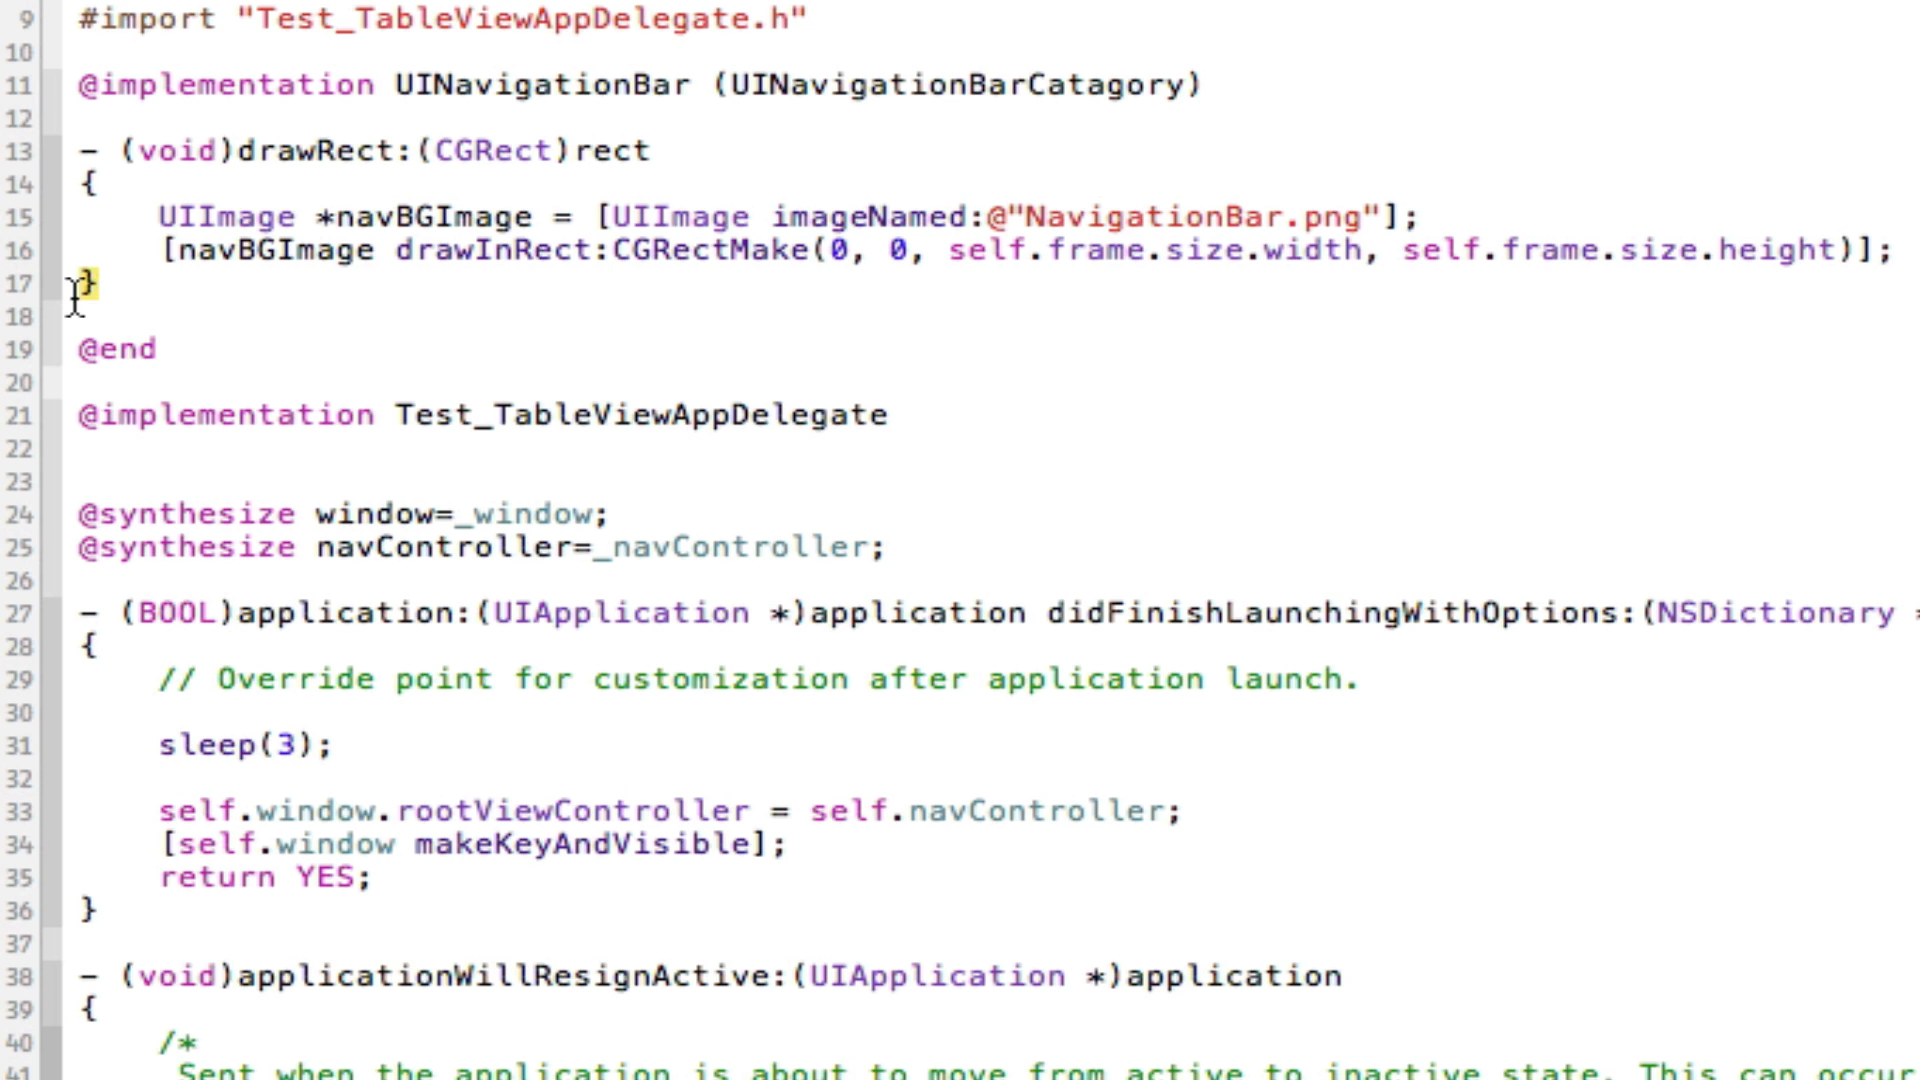 9 #import "Test_TableViewAppDelegate.h"
10
11 @implementation UINavigationBar (UINavigationBarCatagory)
12
13 - (void)drawRect:(CGRect)rect
14 {
15 UIImage *navBGImage = [UIImage imageNamed:@"NavigationBar.png"];
16 [navBGImage drawInRect:CGRectMake(0, 0, self.frame.size.width, self.frame.size.height)];
17 }
18
19 @end
20
21 @implementation Test_TableViewAppDelegate
22
23
24 @synthesize window=_window;
25 @synthesize navController=_navController;
26
27 - (BOOL)application:(UIApplication *)application didFinishLaunchingWithOptions:(NSDictionary
28 {
29 // Override point for customization after application launch.
30
31 sleep(3);
32
33 self.window.rootViewController = self.navController;
34 [self.window makeKeyAndVisible];
35 return YES;
36 }
37
38 - (void)applicationWillResignActive:(UIApplication *)application
39 {
40 /*
41 Sent when the application is about to move from active to inactive state. This can occur